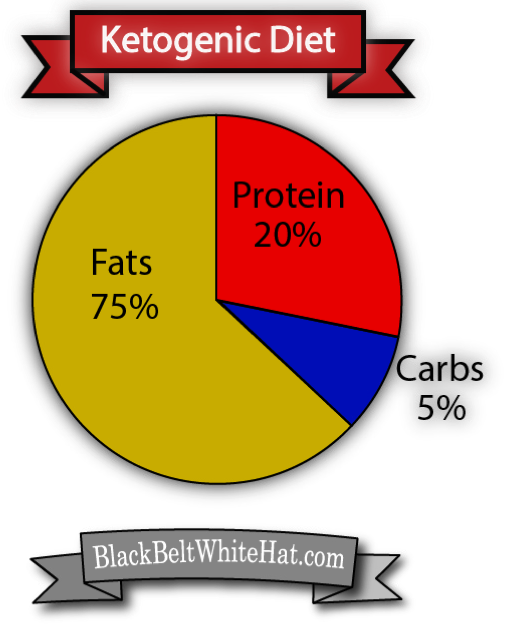 Ketogenic Diet
Protein
20%
Fats
75%
Carbs
5%
BlackBeltWhiteHat.com